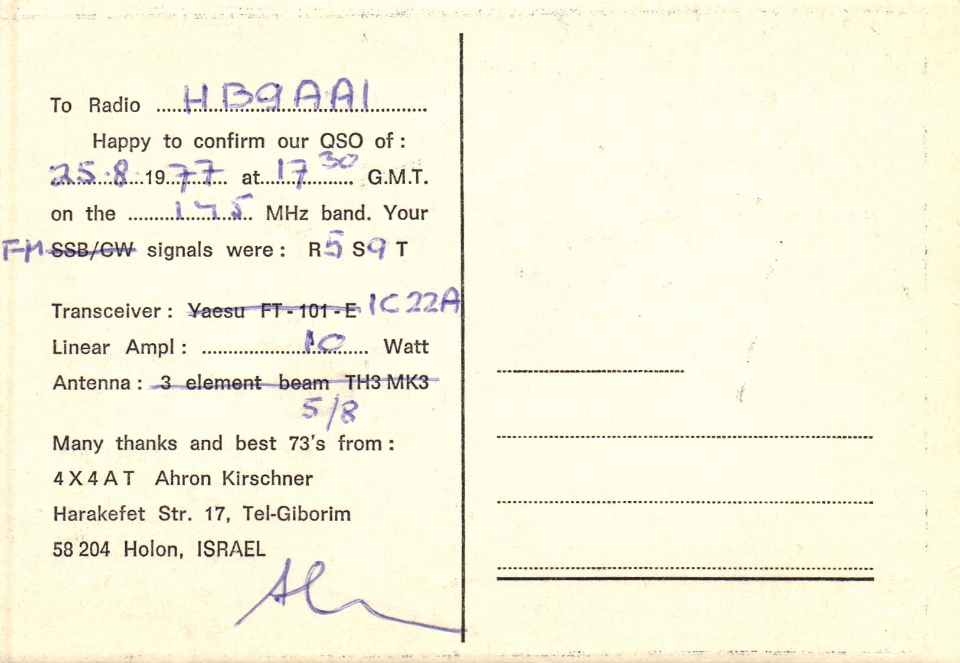 To Radio HB9AAI
Happy to confirm our QSO of :
25.8.1977 at 17 30 G.M.T.
on the 145 MHz band. Your
FM SSB/CW signals were : R5 S9 T
Transceiver : Yaesu FT-101-E IC22A
Linear Ampl : 10 Watt
Antenna : 3 element beam TH3 MK3
5/8
Many thanks and best 73's from :
4X4AT Ahron Kirschner
Harakefet Str. 17, Tel-Giborim
58 204 Holon, ISRAEL